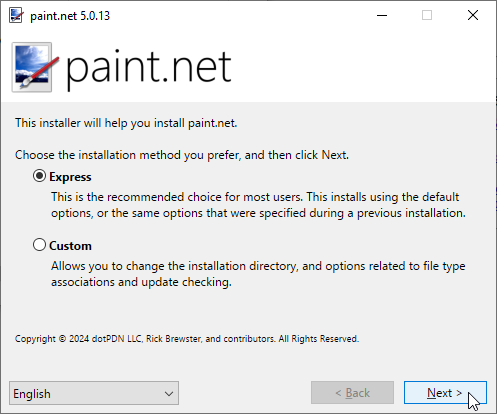 paint.net 5.0.13
paint.net
This installer will help you install paint.net.
Choose the installation method you prefer, and then click Next.
Express
This is the recommended choice for most users. This installs using the default
options, or the same options that were specified during a previous installation.
Custom
Allows you to change the installation directory, and options related to file type
associations and update checking.
Copyright © 2024 dotPDN LLC, Rick Brewster, and contributors. All Rights Reserved.
English
< Back
Next >